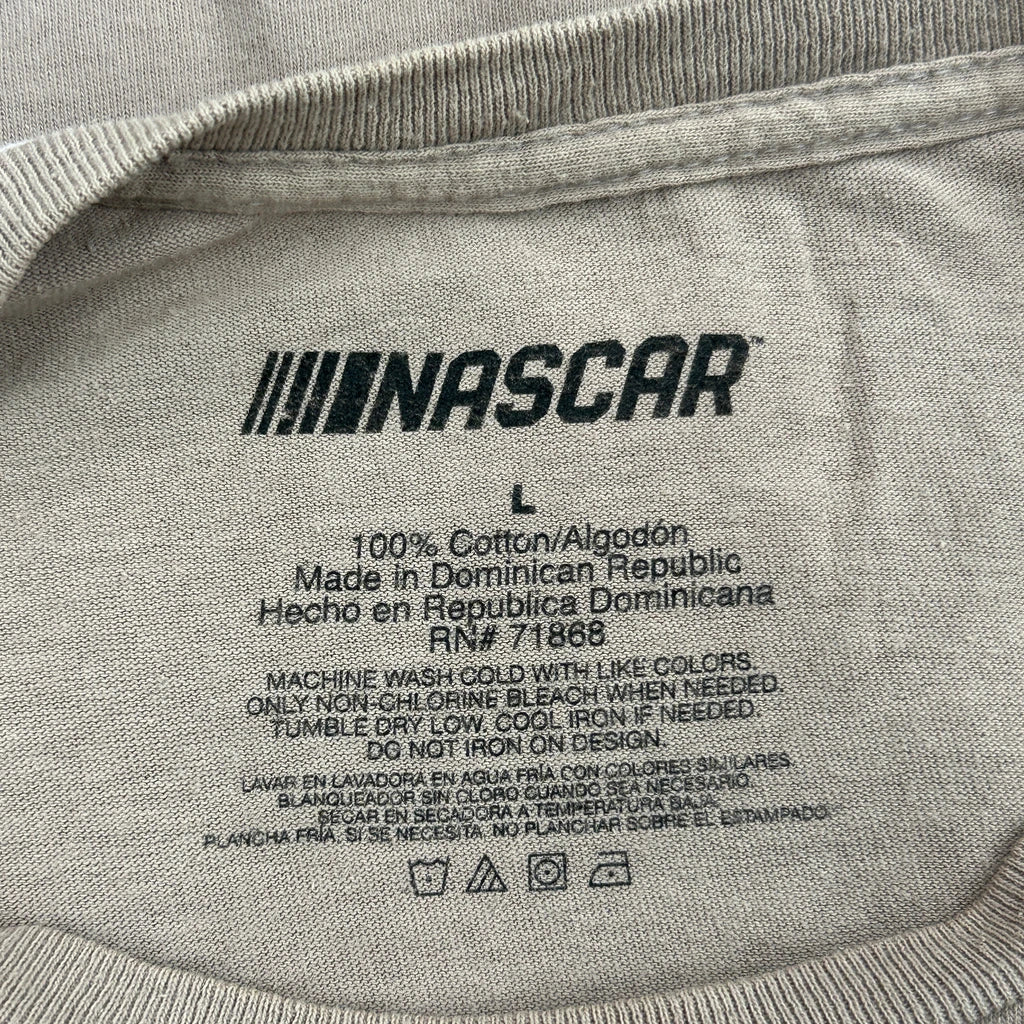 NASCAR™
L
100% Cotton/Algodón
Made in Dominican Republic
Hecho en Republica Dominicana
RN# 71868
MACHINE WASH COLD WITH LIKE COLORS.
ONLY NON-CHLORINE BLEACH WHEN NEEDED.
TUMBLE DRY LOW. COOL IRON IF NEEDED.
DO NOT IRON ON DESIGN.
LAVAR EN LAVADORA EN AGUA FRÍA CON COLORES SIMILARES.
BLANQUEADOR SIN CLORO CUANDO SEA NECESARIO
SECAR EN SECADORA A TEMPERATURA BAJA.
PLANCHA FRÍA, SI SE NECESITA, NO PLANCHAR SOBRE EL ESTAMPADO.